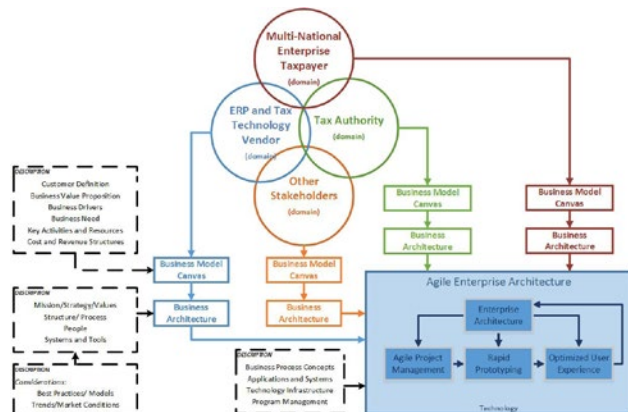 Multi-National
Enterprise
Taxpayer
(domain)
ERP and Tax
Technology
Vendor
(domain)
Tax Authority
(domain)
Other
Stakeholders
(domain)
DESCRIPTION
Customer Definition
Business Value Proposition
Business Drivers
Business Need
Key Activities and Resources
Cost and Revenue Structures
Business Model
Canvas
Business
Architecture
Business Model
Canvas
Business
Architecture
Business Model
Canvas
Business
Architecture
Business Model
Canvas
Business
Architecture
DESCRIPTION
Mission/Strategy/Values
Structure/ Process
People
Systems and Tools
DESCRIPTION
Considerations:
Best Practices/ Models
Trends/Market Conditions
DESCRIPTION
Business Process Concepts
Applications and Systems
Technology Infrastructure
Program Management
Agile Enterprise Architecture
Enterprise
Architecture
Agile Project
Management
Rapid
Prototyping
Optimized User
Experience
Technology